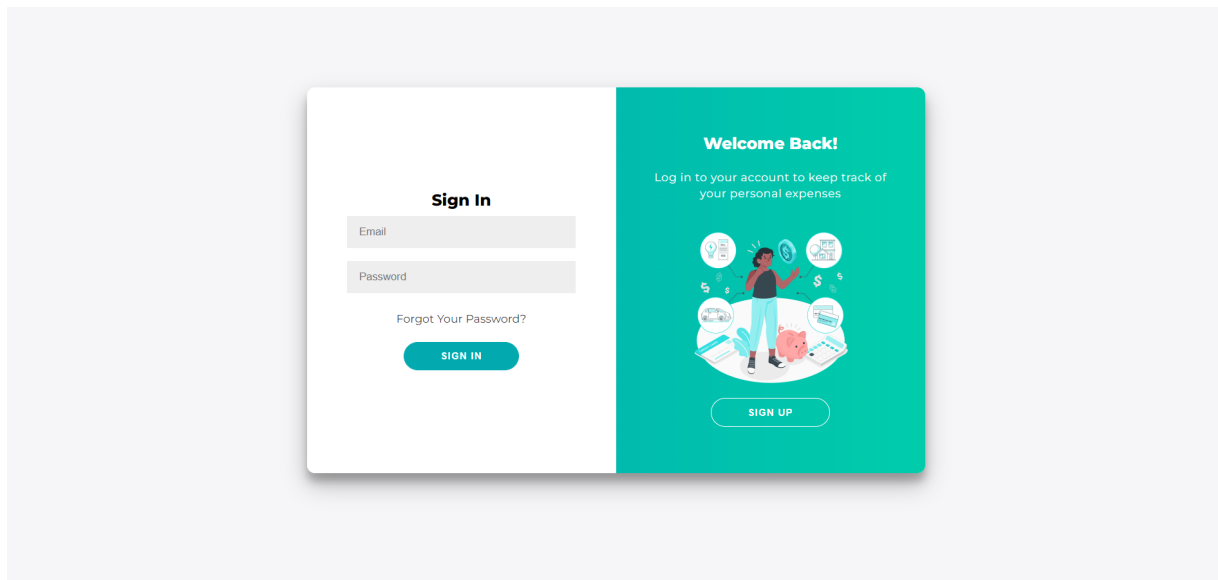 Sign In
Email
Password
Forgot Your Password?
SIGN IN
Welcome Back!
Log in to your account to keep track of
your personal expenses
$
$
$
$
SIGN UP